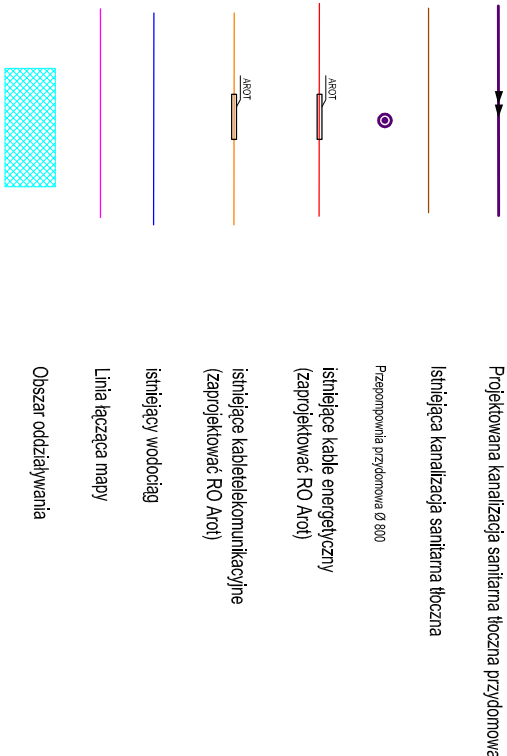 Projektowana kanalizacja sanitarna tłoczna przydomowa
Istniejąca kanalizacja sanitarna tłoczna
Przepompownia przydomowa Ø 800
AROT
istniejące kable energetyczny
(zaprojektować RO Arot)
AROT
istniejące kabletelekomunikacyjne
(zaprojektować RO Arot)
istniejący wodociąg
Linia łącząca mapy
Obszar oddziaływania